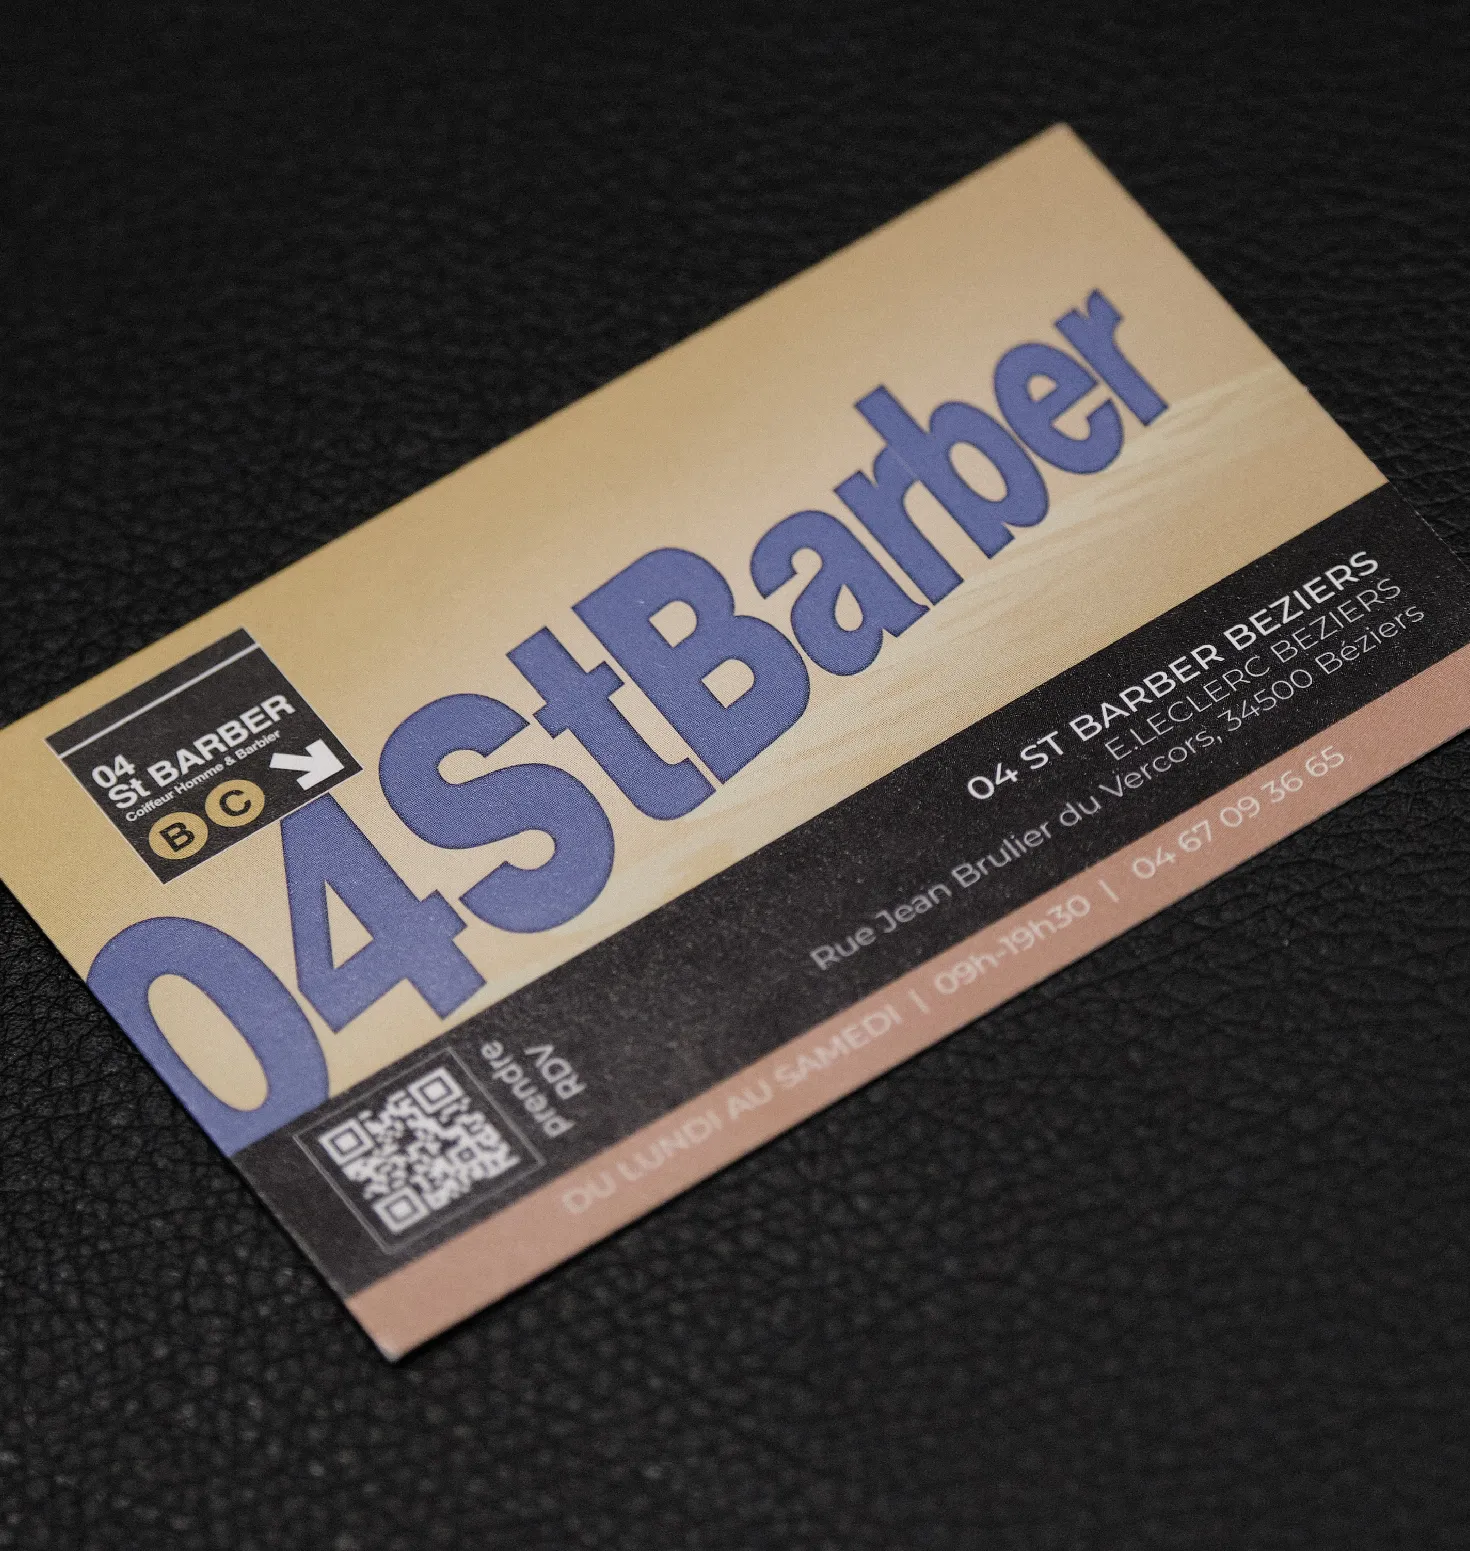 04
St BARBER
Coiffeur Homme & Barbier
B C
04StBarber
04 ST BARBER BEZIERS
E.LECLERC BEZIERS
Rue Jean Brulier du Vercors, 34500 Béziers
prendre
RDV
DU LUNDI AU SAMEDI | 09h-19h30 | 04 67 09 36 65